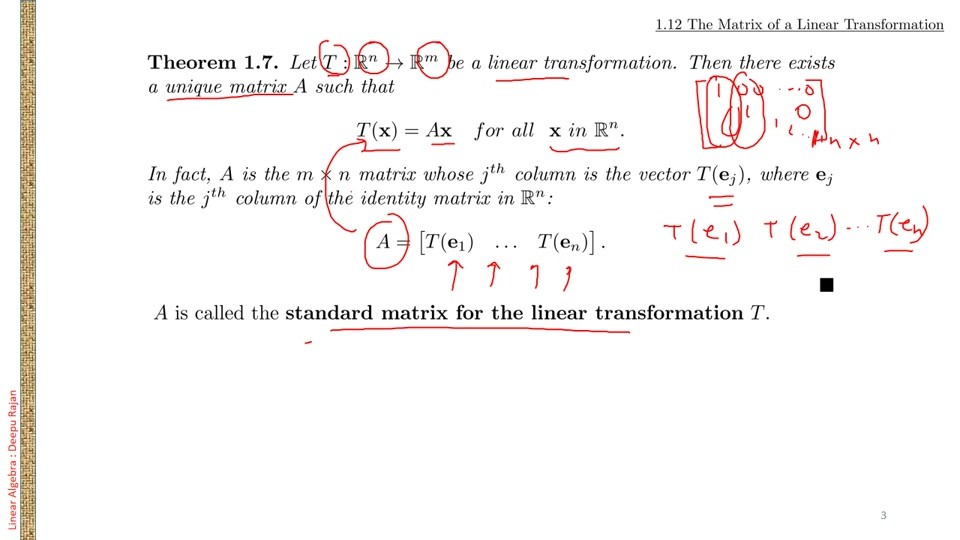 1.12 The Matrix of a Linear Transformation
Theorem 1.7. Let T : ℝⁿ → ℝᵐ be a linear transformation. Then there exists
a unique matrix A such that
T(x) = Ax for all x in ℝⁿ.
In fact, A is the m × n matrix whose jᵗʰ column is the vector T(eⱼ), where eⱼ
is the jᵗʰ column of the identity matrix in ℝⁿ:
A = [T(e₁) … T(eₙ)].
T(e₁) T(e₂) ... T(eₙ)
A is called the standard matrix for the linear transformation T.
n × n
Linear Algebra : Deepu Rajan
3